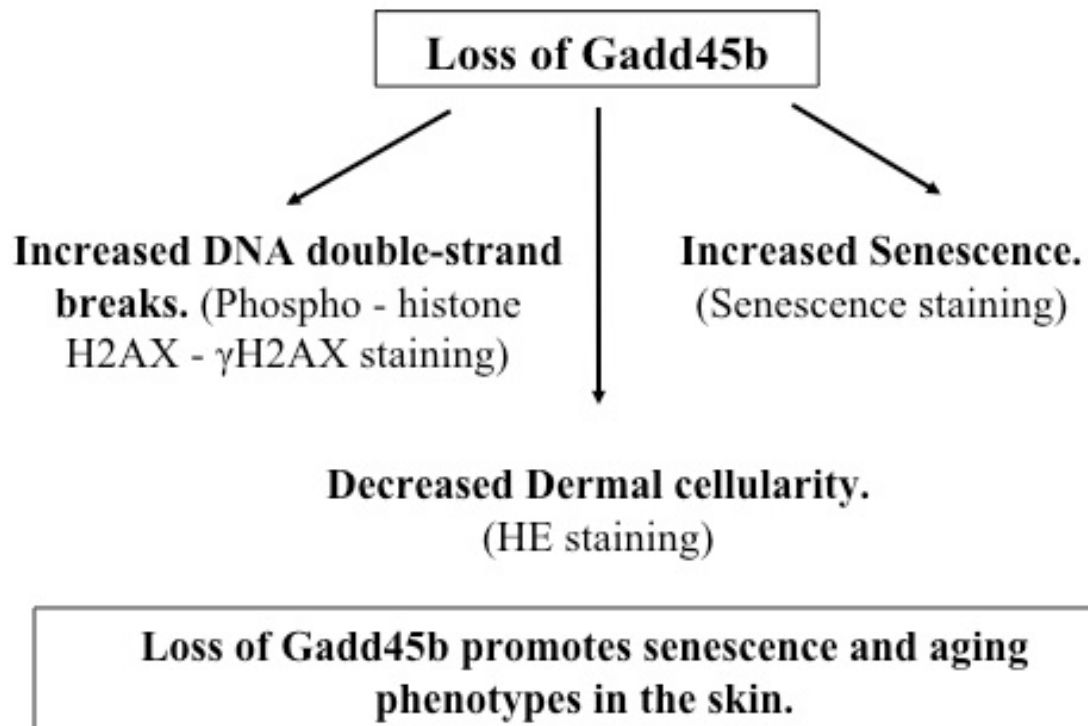 Loss of Gadd45b
Increased DNA double-strand
breaks. (Phospho - histone
H2AX - γH2AX staining)
Increased Senescence.
(Senescence staining)
Decreased Dermal cellularity.
(HE staining)
Loss of Gadd45b promotes senescence and aging
phenotypes in the skin.